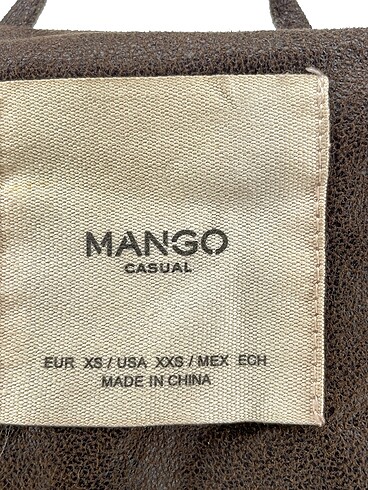 MANGO
CASUAL
EUR XS / USA XXS / MEX ECH
MADE IN CHINA